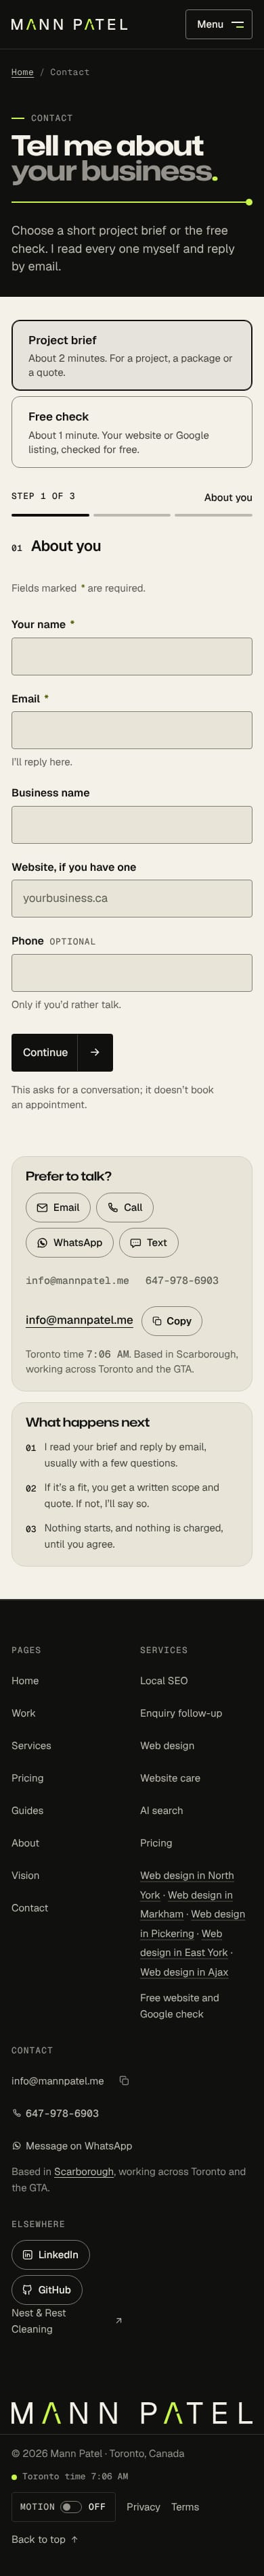 MANN PATEL
Menu
Home / Contact
CONTACT
Tell me about
your business.
Choose a short project brief or the free
check. I read every one myself and reply
by email.
Project brief
About 2 minutes. For a project, a package or
a quote.
Free check
About 1 minute. Your website or Google
listing, checked for free.
STEP 1 OF 3
About you
01 About you
Fields marked * are required.
Your name *
Email *
I'll reply here.
Business name
Website, if you have one
yourbusiness.ca
Phone OPTIONAL
Only if you'd rather talk.
Continue →
This asks for a conversation; it doesn't book
an appointment.
Prefer to talk?
Email
Call
WhatsApp
Text
info@mannpatel.me 647-978-6903
info@mannpatel.me
Copy
Toronto time 7:06 AM. Based in Scarborough,
working across Toronto and the GTA.
What happens next
01 I read your brief and reply by email,
usually with a few questions.
02 If it's a fit, you get a written scope and
quote. If not, I'll say so.
03 Nothing starts, and nothing is charged,
until you agree.
PAGES
Home
Work
Services
Pricing
Guides
About
Vision
Contact
SERVICES
Local SEO
Enquiry follow-up
Web design
Website care
AI search
Pricing
Web design in North
York · Web design in
Markham · Web design
in Pickering · Web
design in East York ·
Web design in Ajax
Free website and
Google check
CONTACT
info@mannpatel.me
647-978-6903
Message on WhatsApp
Based in Scarborough, working across Toronto and
the GTA.
ELSEWHERE
LinkedIn
GitHub
Nest & Rest
Cleaning ↗
MANN PATEL
© 2026 Mann Patel · Toronto, Canada
Toronto time 7:06 AM
MOTION OFF
Privacy
Terms
Back to top ↑